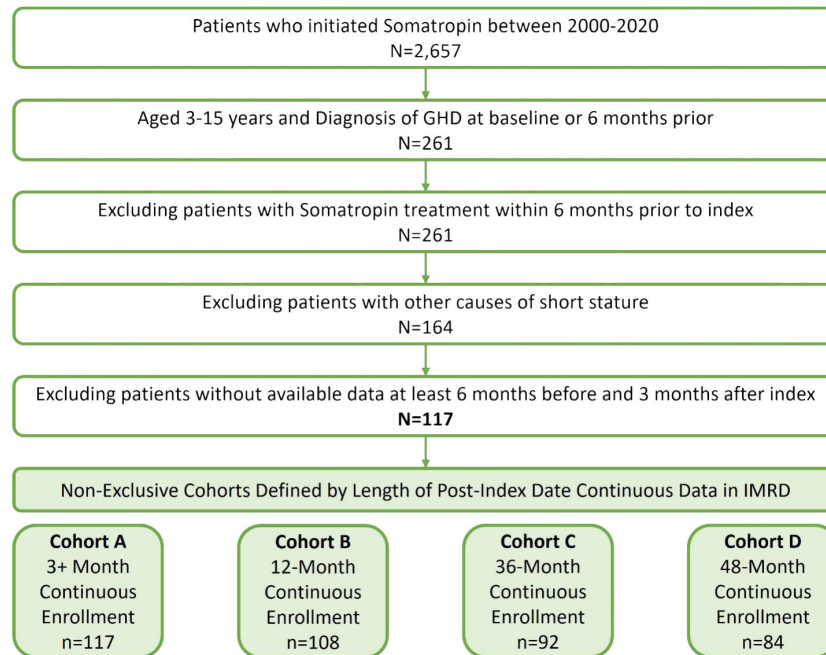 Patients who initiated Somatropin between 2000-2020
N=2,657
Aged 3-15 years and Diagnosis of GHD at baseline or 6 months prior
N=261
Excluding patients with Somatropin treatment within 6 months prior to index
N=261
Excluding patients with other causes of short stature
N=164
Excluding patients without available data at least 6 months before and 3 months after index
N=117
Non-Exclusive Cohorts Defined by Length of Post-Index Date Continuous Data in IMRD
Cohort A
3+ Month
Continuous
Enrollment
n=117
Cohort B
12-Month
Continuous
Enrollment
n=108
Cohort C
36-Month
Continuous
Enrollment
n=92
Cohort D
48-Month
Continuous
Enrollment
n=84